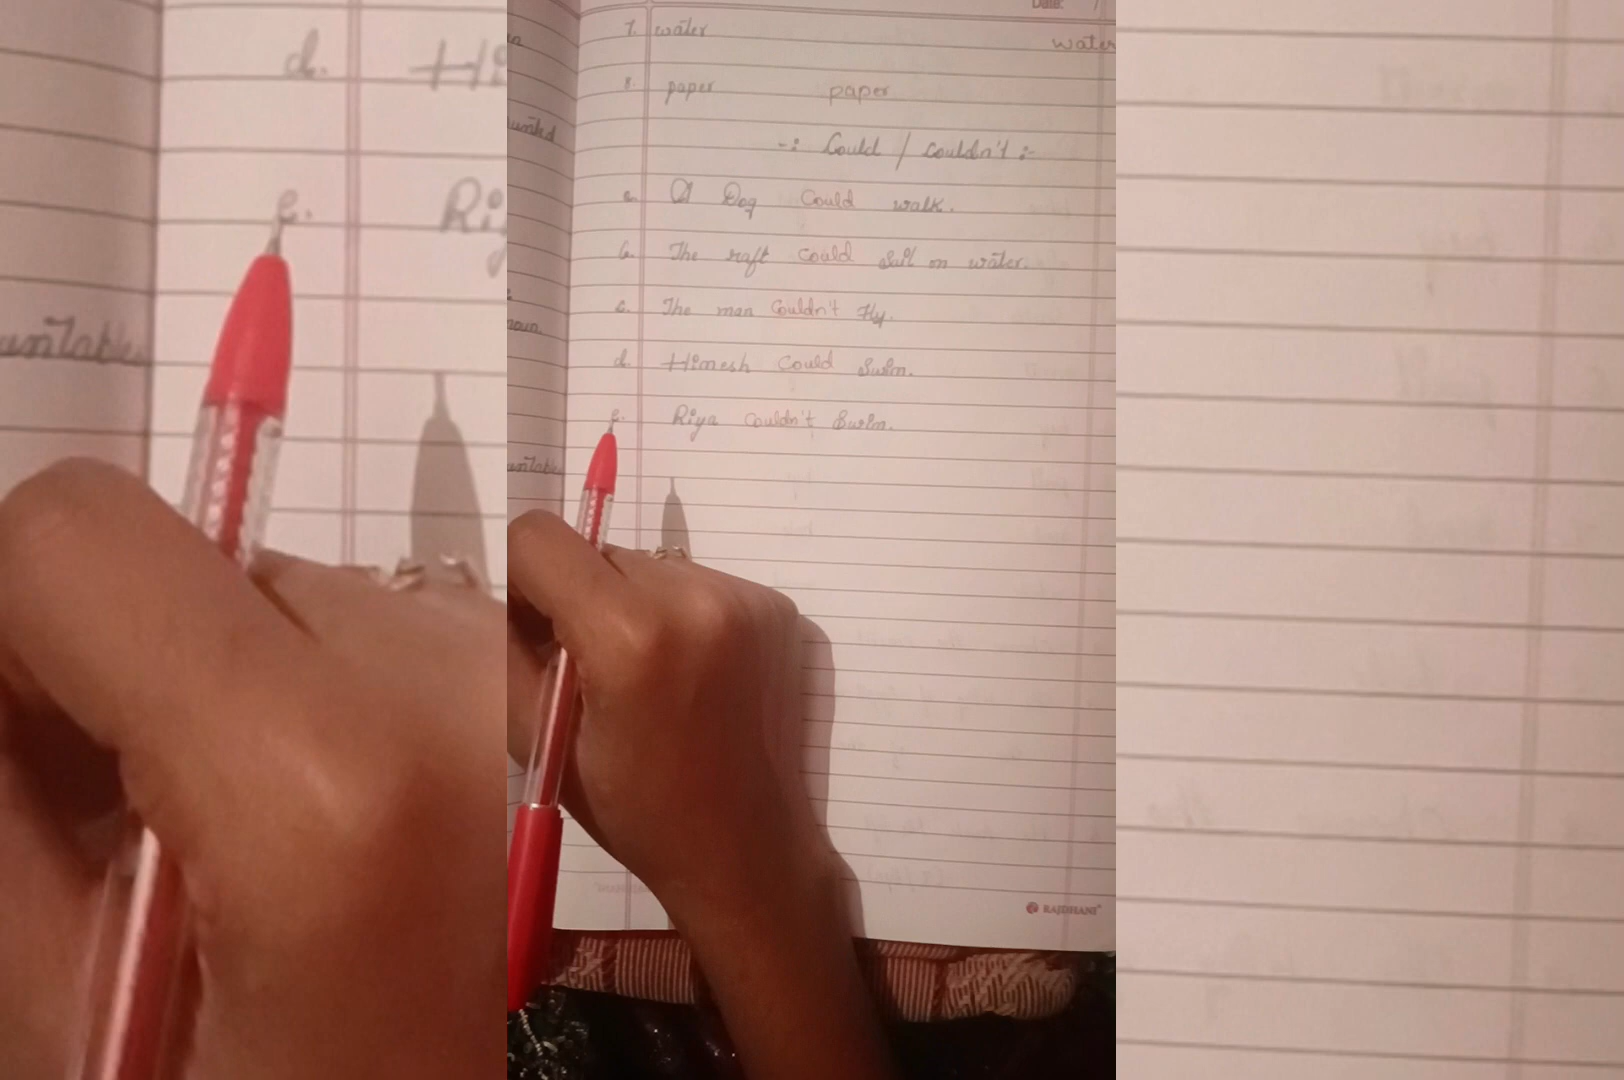 Date: /
7. water water
8. paper paper
-: Could / Couldn't :-
a. A Dog Could walk.
b. The raft Could Sail on water.
c. The man Couldn't Fly.
d. Himesh Could Swim.
e. Riya Couldn't Swim.
RAJDHANI